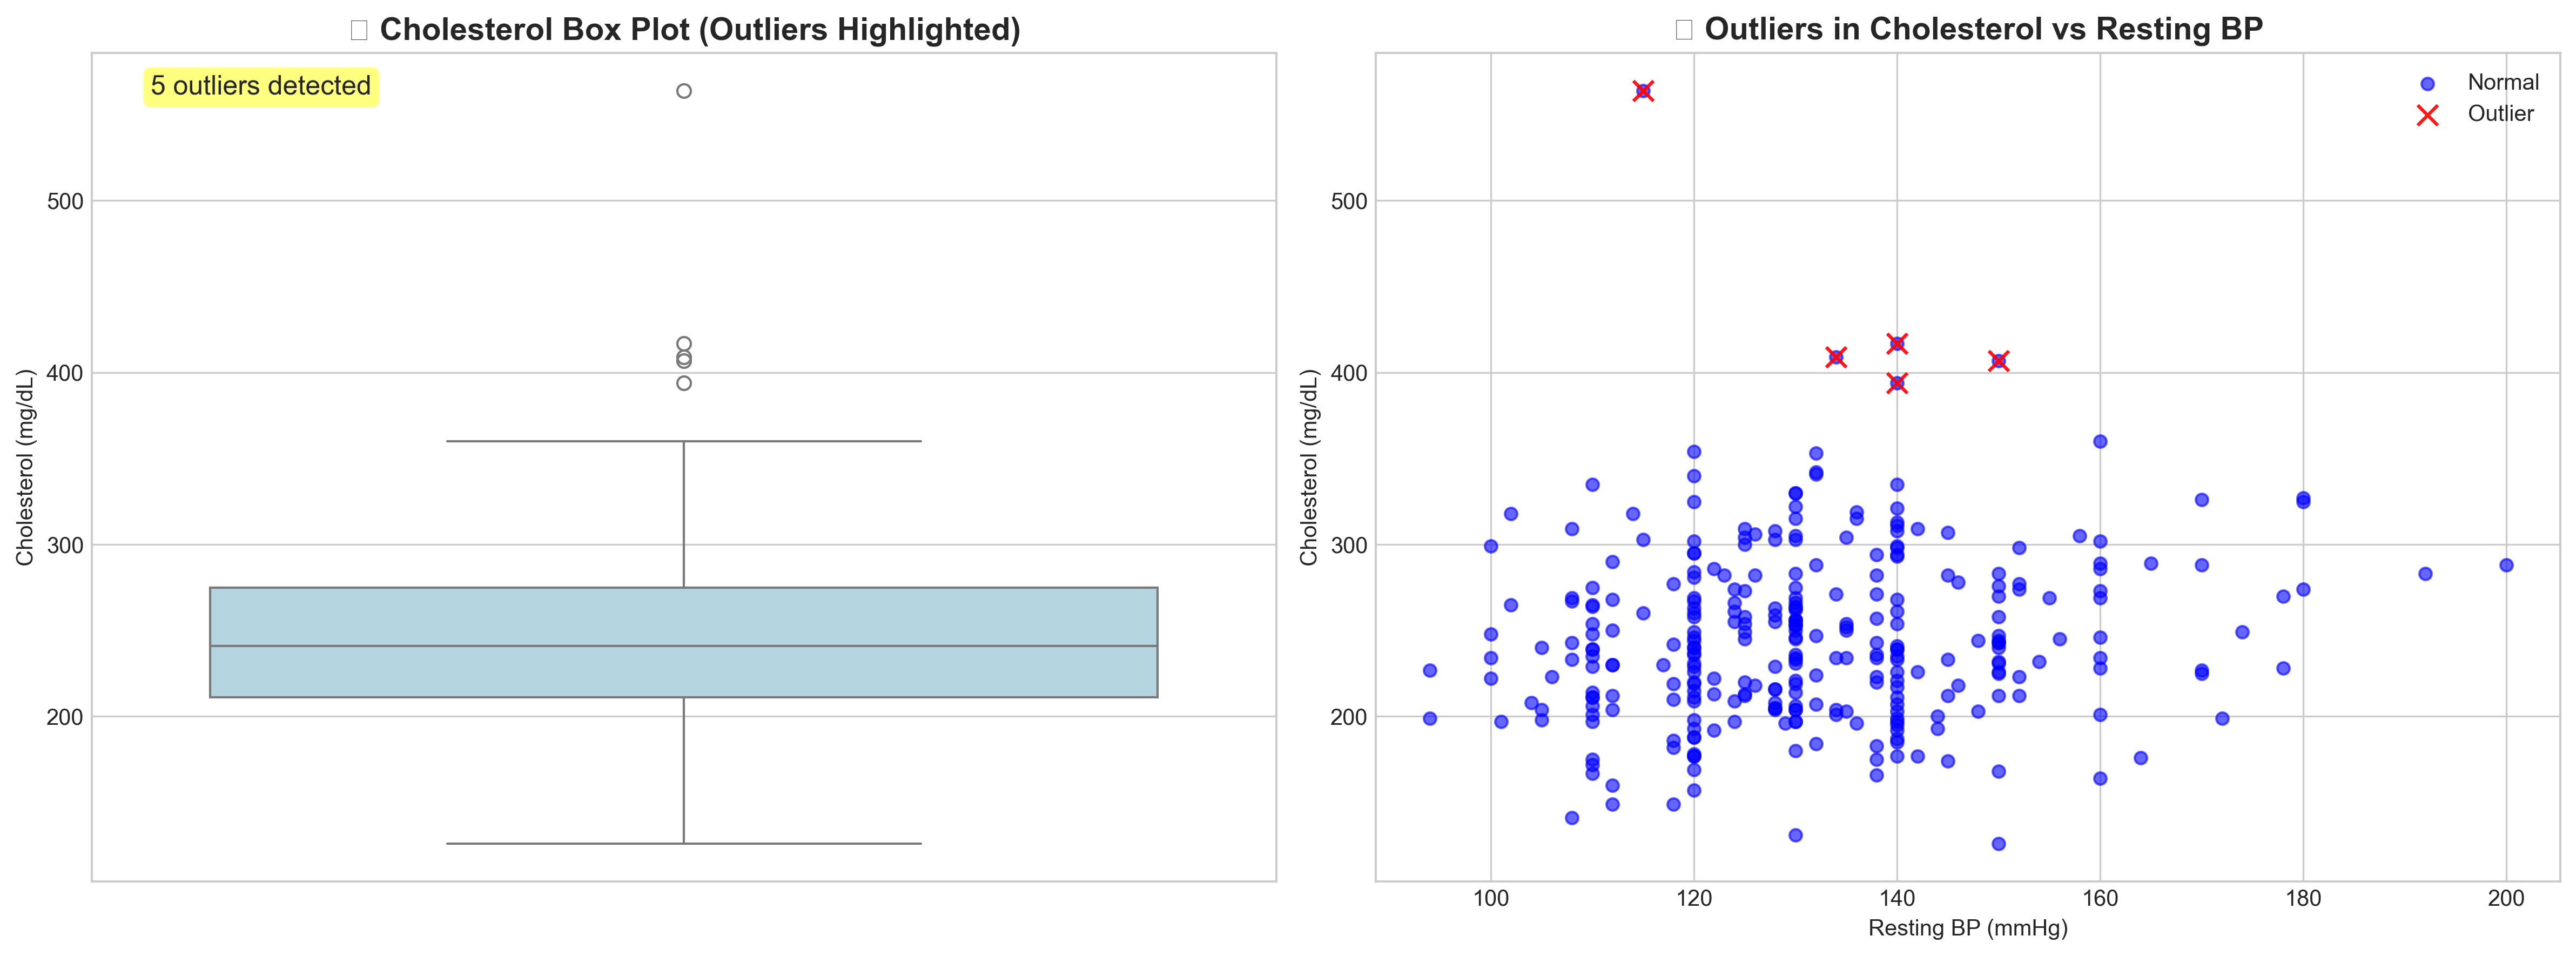 Cholesterol Box Plot (Outliers Highlighted)
5 outliers detected
500
400
300
200
Cholesterol (mg/dL)
Outliers in Cholesterol vs Resting BP
Normal
Outlier
500
400
300
200
Cholesterol (mg/dL)
100 120 140 160 180 200
Resting BP (mmHg)